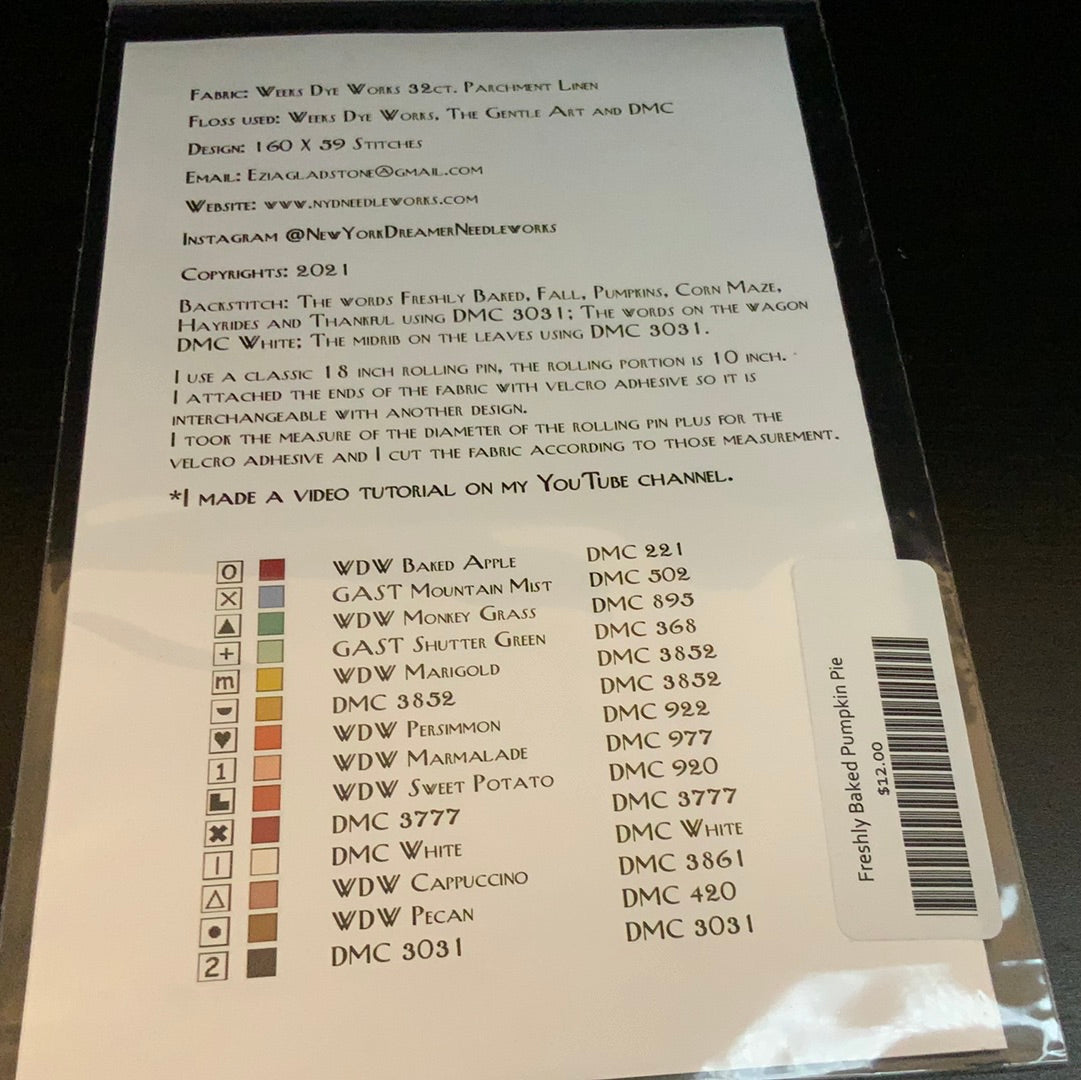 Fabric: Weeks Dye Works 32ct. Parchment Linen
Floss used: Weeks Dye Works, The Gentle Art and DMC
Design: 160 X 59 Stitches
Email: Eziagladstone@gmail.com
Website: www.nydneedleworks.com
Instagram @NewYorkDreamerNeedleworks
Copyrights: 2021
Backstitch: The words Freshly Baked, Fall, Pumpkins, Corn Maze,
Hayrides and Thankful using DMC 3031; The words on the wagon
DMC White; The midrib on the leaves using DMC 3031.
I use a classic 18 inch rolling pin, the rolling portion is 10 inch.
I attached the ends of the fabric with velcro adhesive so it is
interchangeable with another design.
I took the measure of the diameter of the rolling pin plus for the
velcro adhesive and I cut the fabric according to those measurement.
*I made a video tutorial on my YouTube channel.
O WDW Baked Apple DMC 221
X GAST Mountain Mist DMC 502
▲ WDW Monkey Grass DMC 895
+ GAST Shutter Green DMC 368
m WDW Marigold DMC 3852
DMC 3852 DMC 3852
♥ WDW Persimmon DMC 922
1 WDW Marmalade DMC 977
WDW Sweet Potato DMC 920
✖ DMC 3777 DMC 3777
| DMC White DMC White
△ WDW Cappuccino DMC 3861
● WDW Pecan DMC 420
2 DMC 3031 DMC 3031
Freshly Baked Pumpkin Pie
$12.00